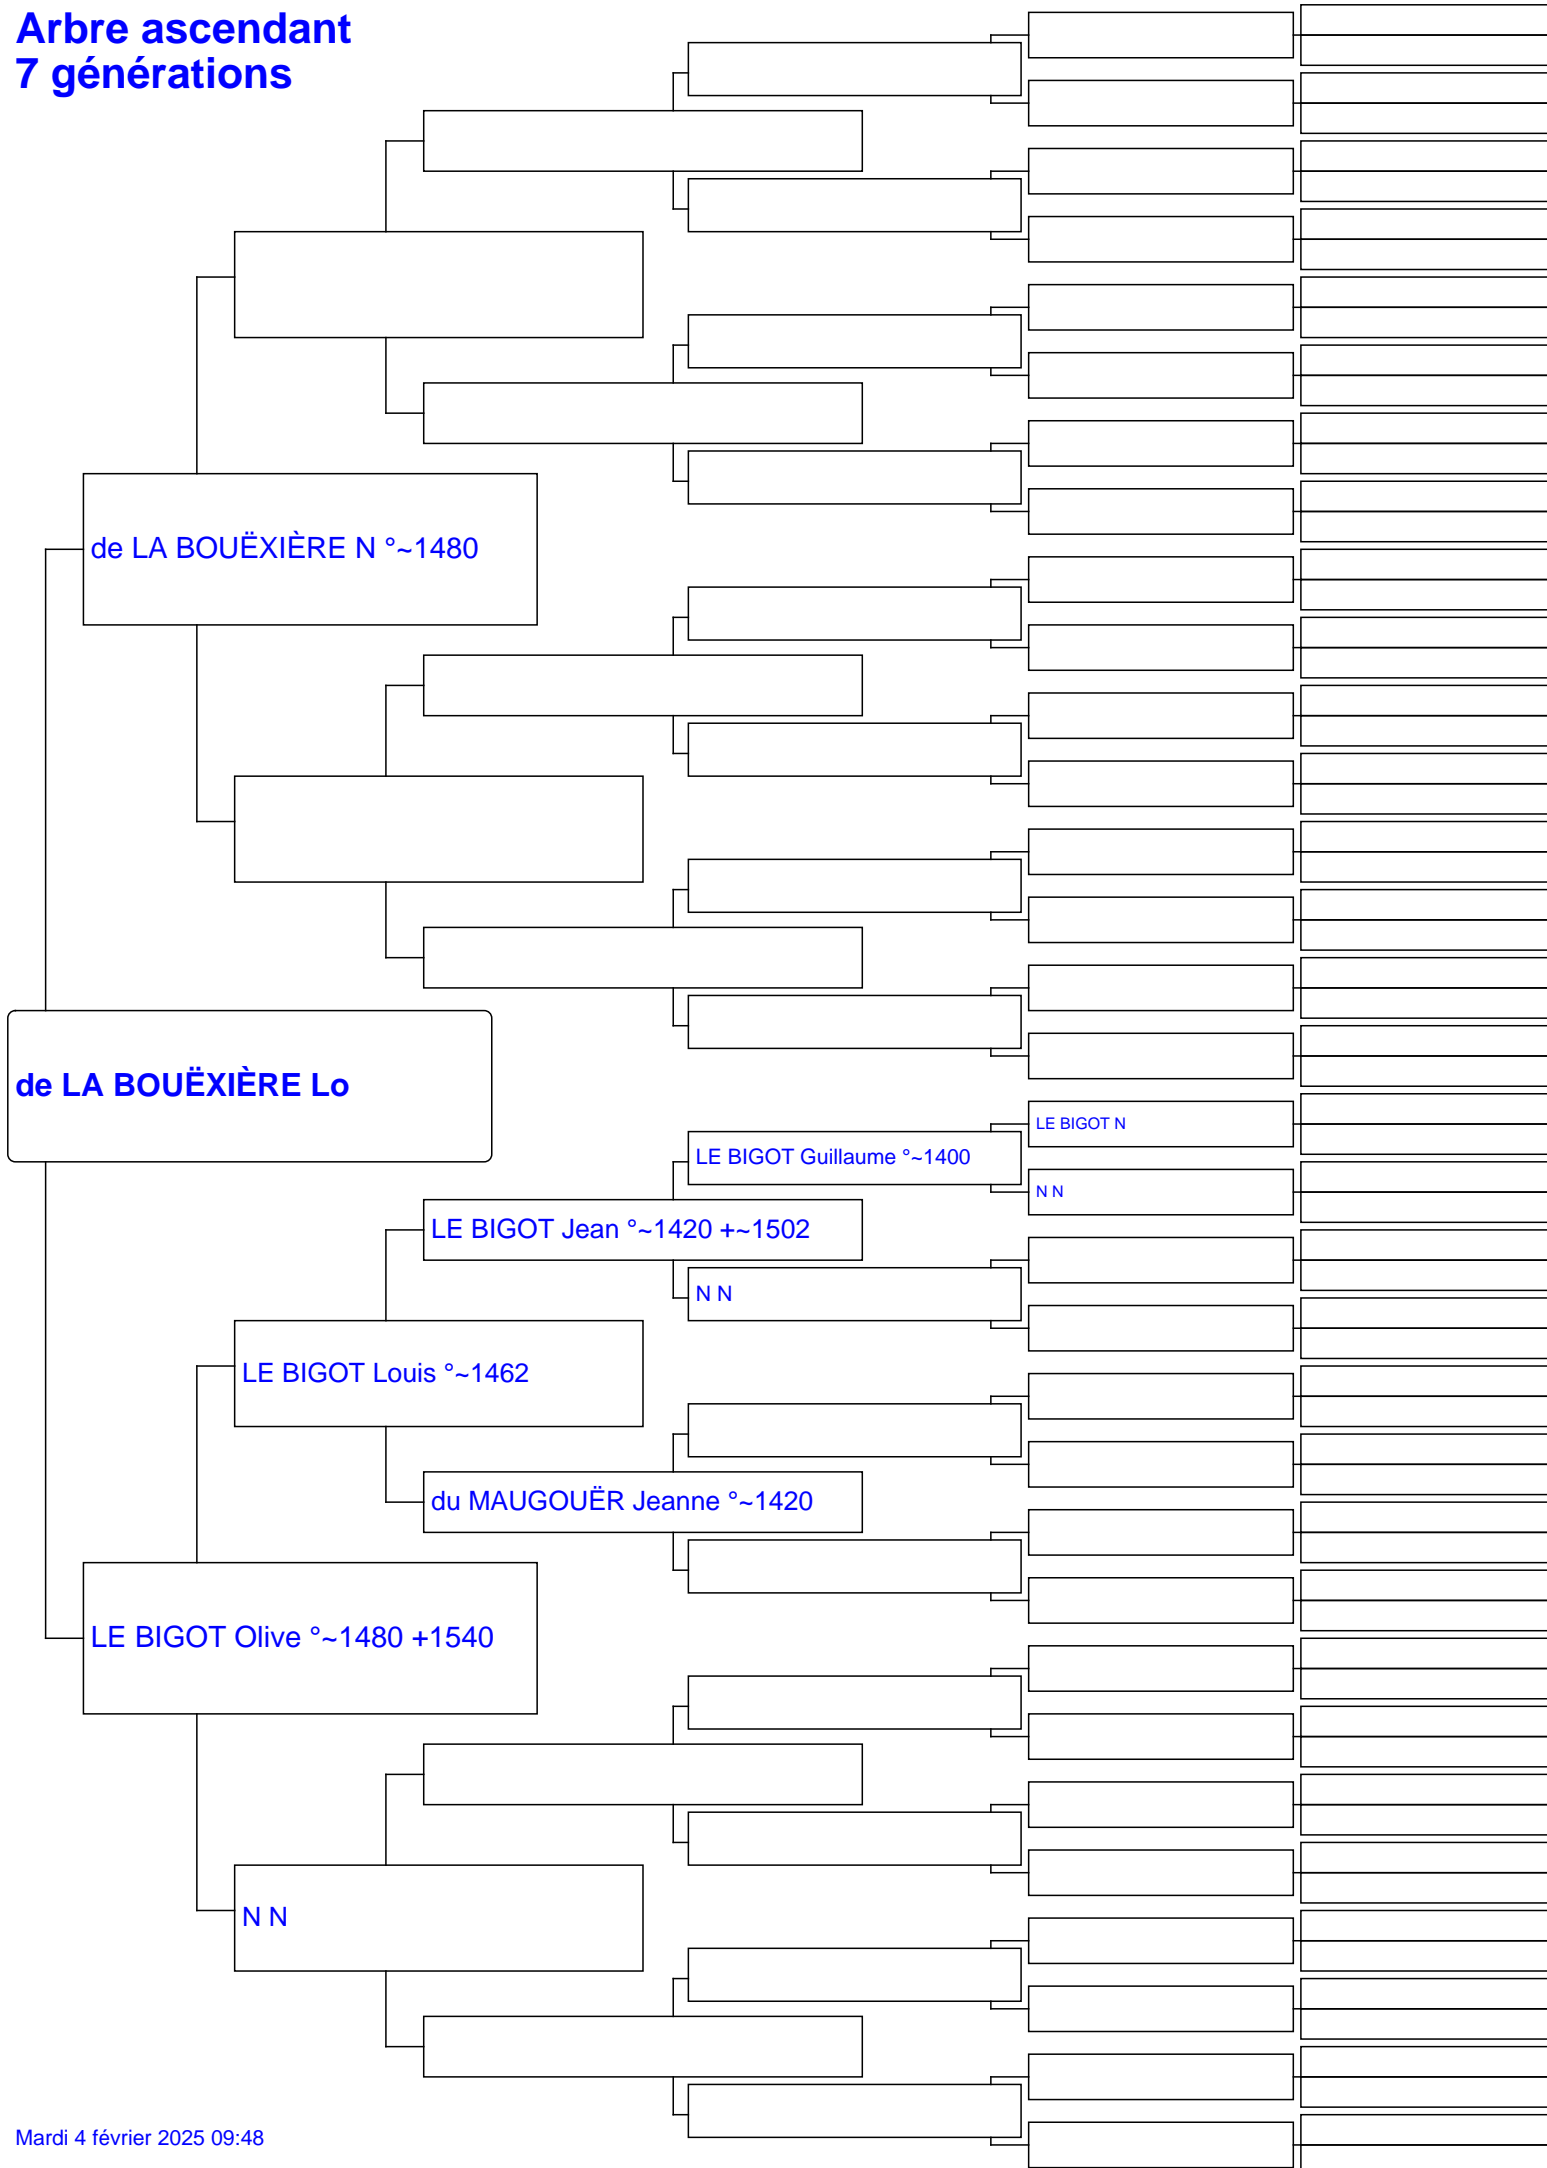 Arbre ascendant
7 générations
de LA BOUËXIÈRE N °~1480
de LA BOUËXIÈRE Lo
LE BIGOT N
LE BIGOT Guillaume °~1400
N N
LE BIGOT Jean °~1420 +~1502
N N
LE BIGOT Louis °~1462
du MAUGOUËR Jeanne °~1420
LE BIGOT Olive °~1480 +1540
N N
Mardi 4 février 2025 09:48